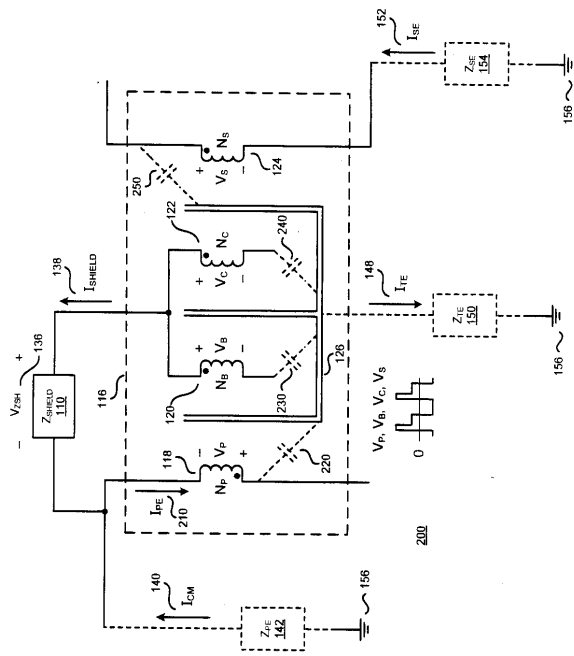 152
I_SE
Z_SE
154
156
138
I_SHIELD
V_ZSH
136
+
−
Z_SHIELD
110
116
250
+
N_S
V_S
−
124
122
+
N_C
V_C
−
240
120
+
V_B
N_B
−
230
126
118
−
V_P
N_P
+
220
I_PE
210
148
I_TE
Z_TE
150
156
V_P, V_B, V_C, V_S
0
200
140
I_CM
Z_PE
142
156